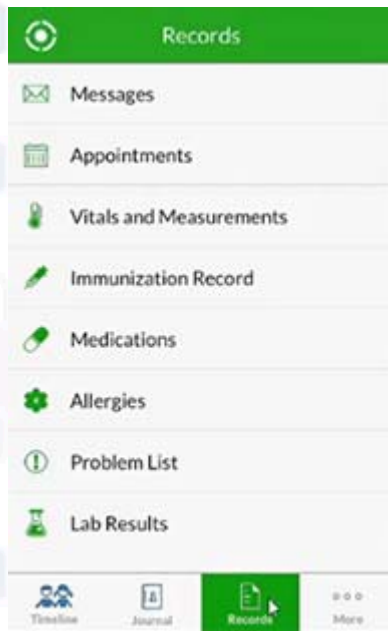 Records
Messages
Appointments
Vitals and Measurements
Immunization Record
Medications
Allergies
Problem List
Lab Results
Timeline Journal Records More